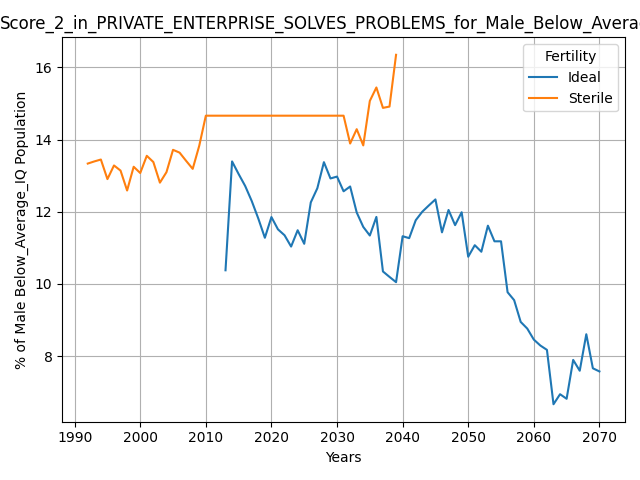 Score_2_in_PRIVATE_ENTERPRISE_SOLVES_PROBLEMS_for_Male_Below_Avera
% of Male Below_Average_IQ Population
16
14
12
10
8
Fertility
Ideal
Sterile
1990 2000 2010 2020 2030 2040 2050 2060 2070
Years